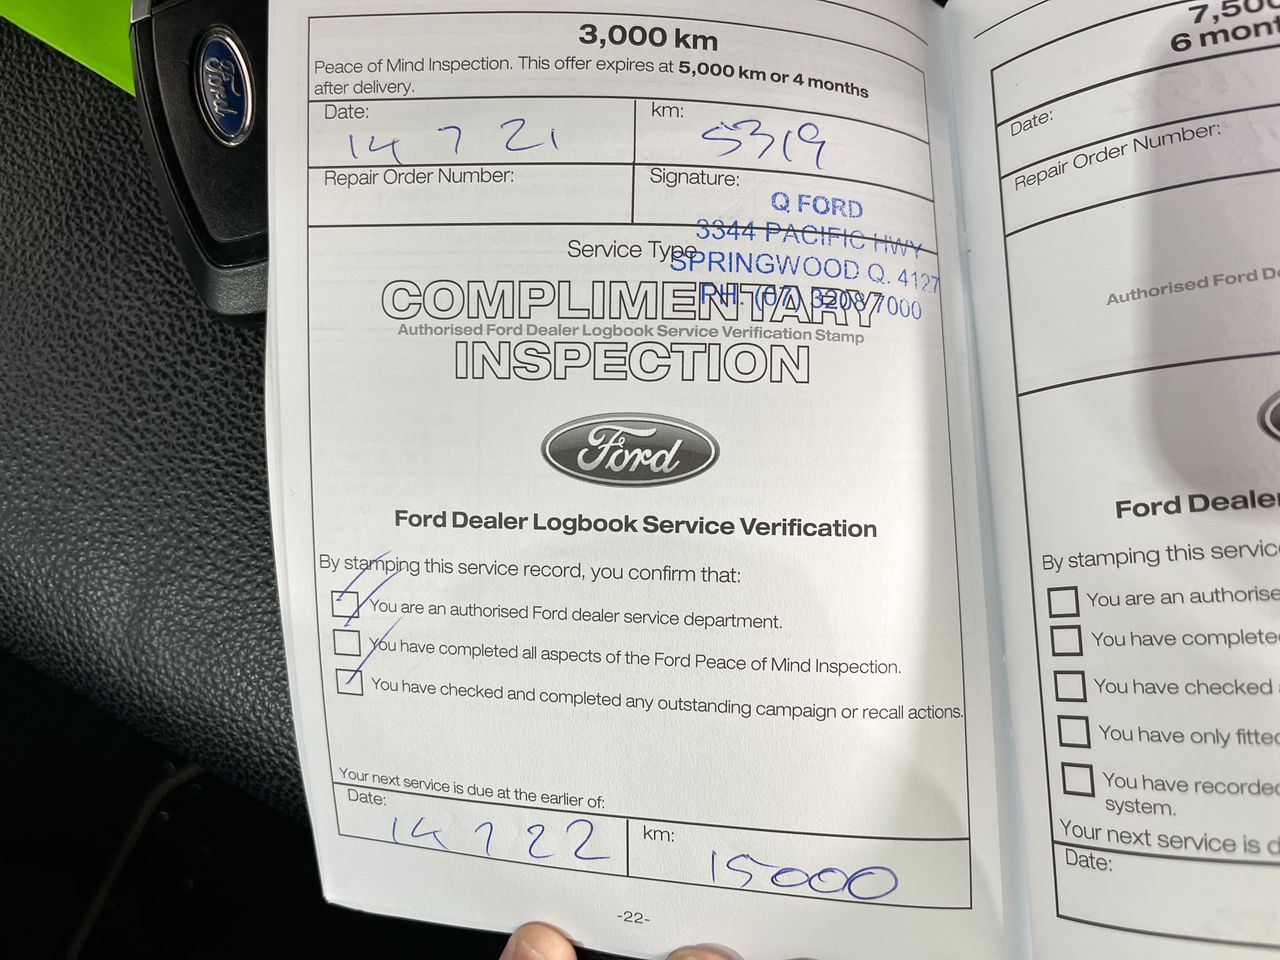 Ford
3,000 km
Peace of Mind Inspection. This offer expires at 5,000 km or 4 months
after delivery.
Date:
14 7 21
km:
5319
Repair Order Number:
Signature:
Q FORD
3344 PACIFIC HWY
SPRINGWOOD Q. 4127
PH. (07) 3208 7000
Service Type
COMPLIMENTARY
Authorised Ford Dealer Logbook Service Verification Stamp
INSPECTION
Ford
Ford Dealer Logbook Service Verification
By stamping this service record, you confirm that:
You are an authorised Ford dealer service department.
You have completed all aspects of the Ford Peace of Mind Inspection.
You have checked and completed any outstanding campaign or recall actions.
Your next service is due at the earlier of:
Date:
14 7 22
km:
15000
-22-
7,500
6 mont
Date:
Repair Order Number:
Authorised Ford De
Ford Dealer
By stamping this servic
You are an authorise
You have complete
You have checked
You have only fitte
You have recorde
system.
Your next service is d
Date: